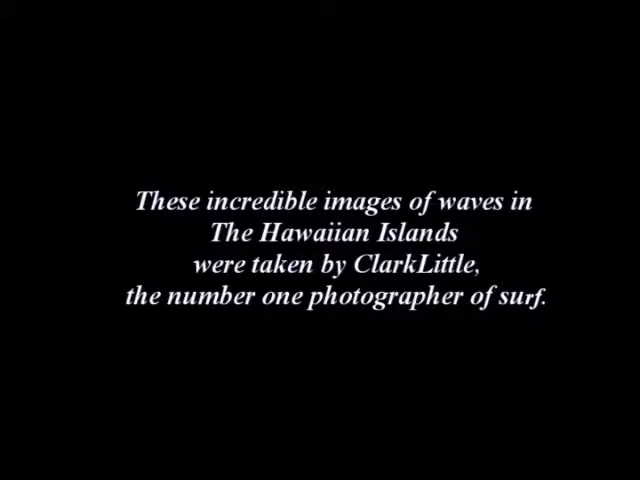 These incredible images of waves in
The Hawaiian Islands
were taken by ClarkLittle,
the number one photographer of surf.